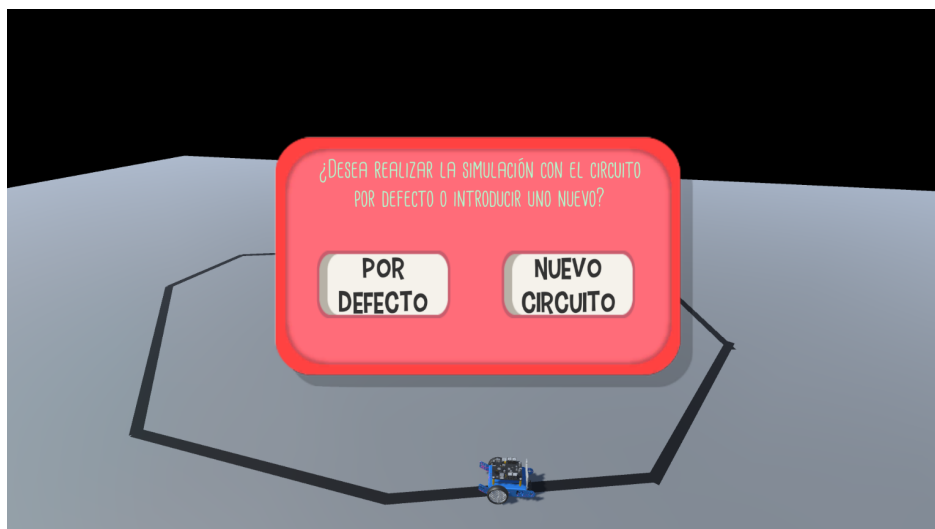 ¿DESEA REALIZAR LA SIMULACIÓN CON EL CIRCUITO
POR DEFECTO O INTRODUCIR UNO NUEVO?
POR
DEFECTO
NUEVO
CIRCUITO